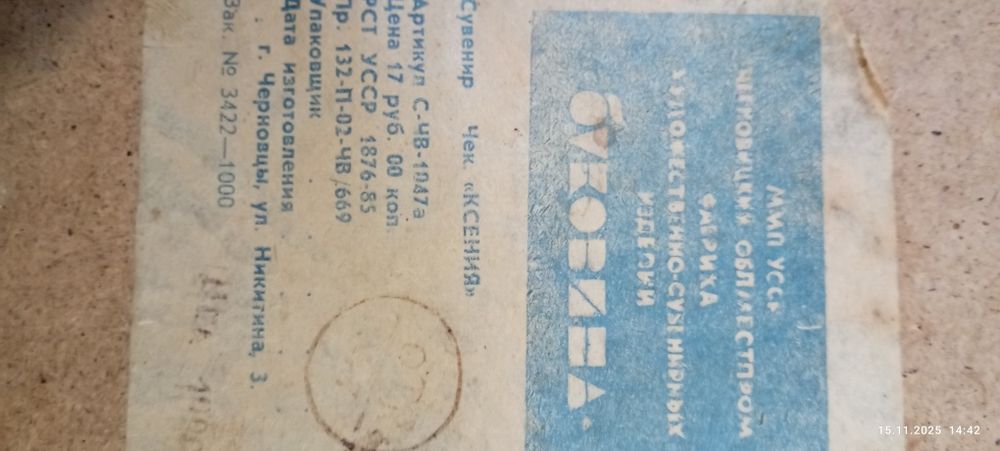 ММП УССР
ЧЕРНОВИЦКИЙ ОБЛМЕСТПРОМ
ФАБРИКА
ХУДОЖЕСТВЕННО-СУВЕНИРНЫХ
ИЗДЕЛИЙ
БУКОВИНА
Сувенир Чек. «КСЕНИЯ»
Артикул С-ЧВ-1047а
Цена 17 руб. 00 коп
РСТ УССР 1876-85
Пр. 132-П-02-ЧВ/669
Упаковщик
Дата изготовления
г. Черновцы, ул. Никитина, 3.
Зак. № 3422—1000
15.11.2025 14:42